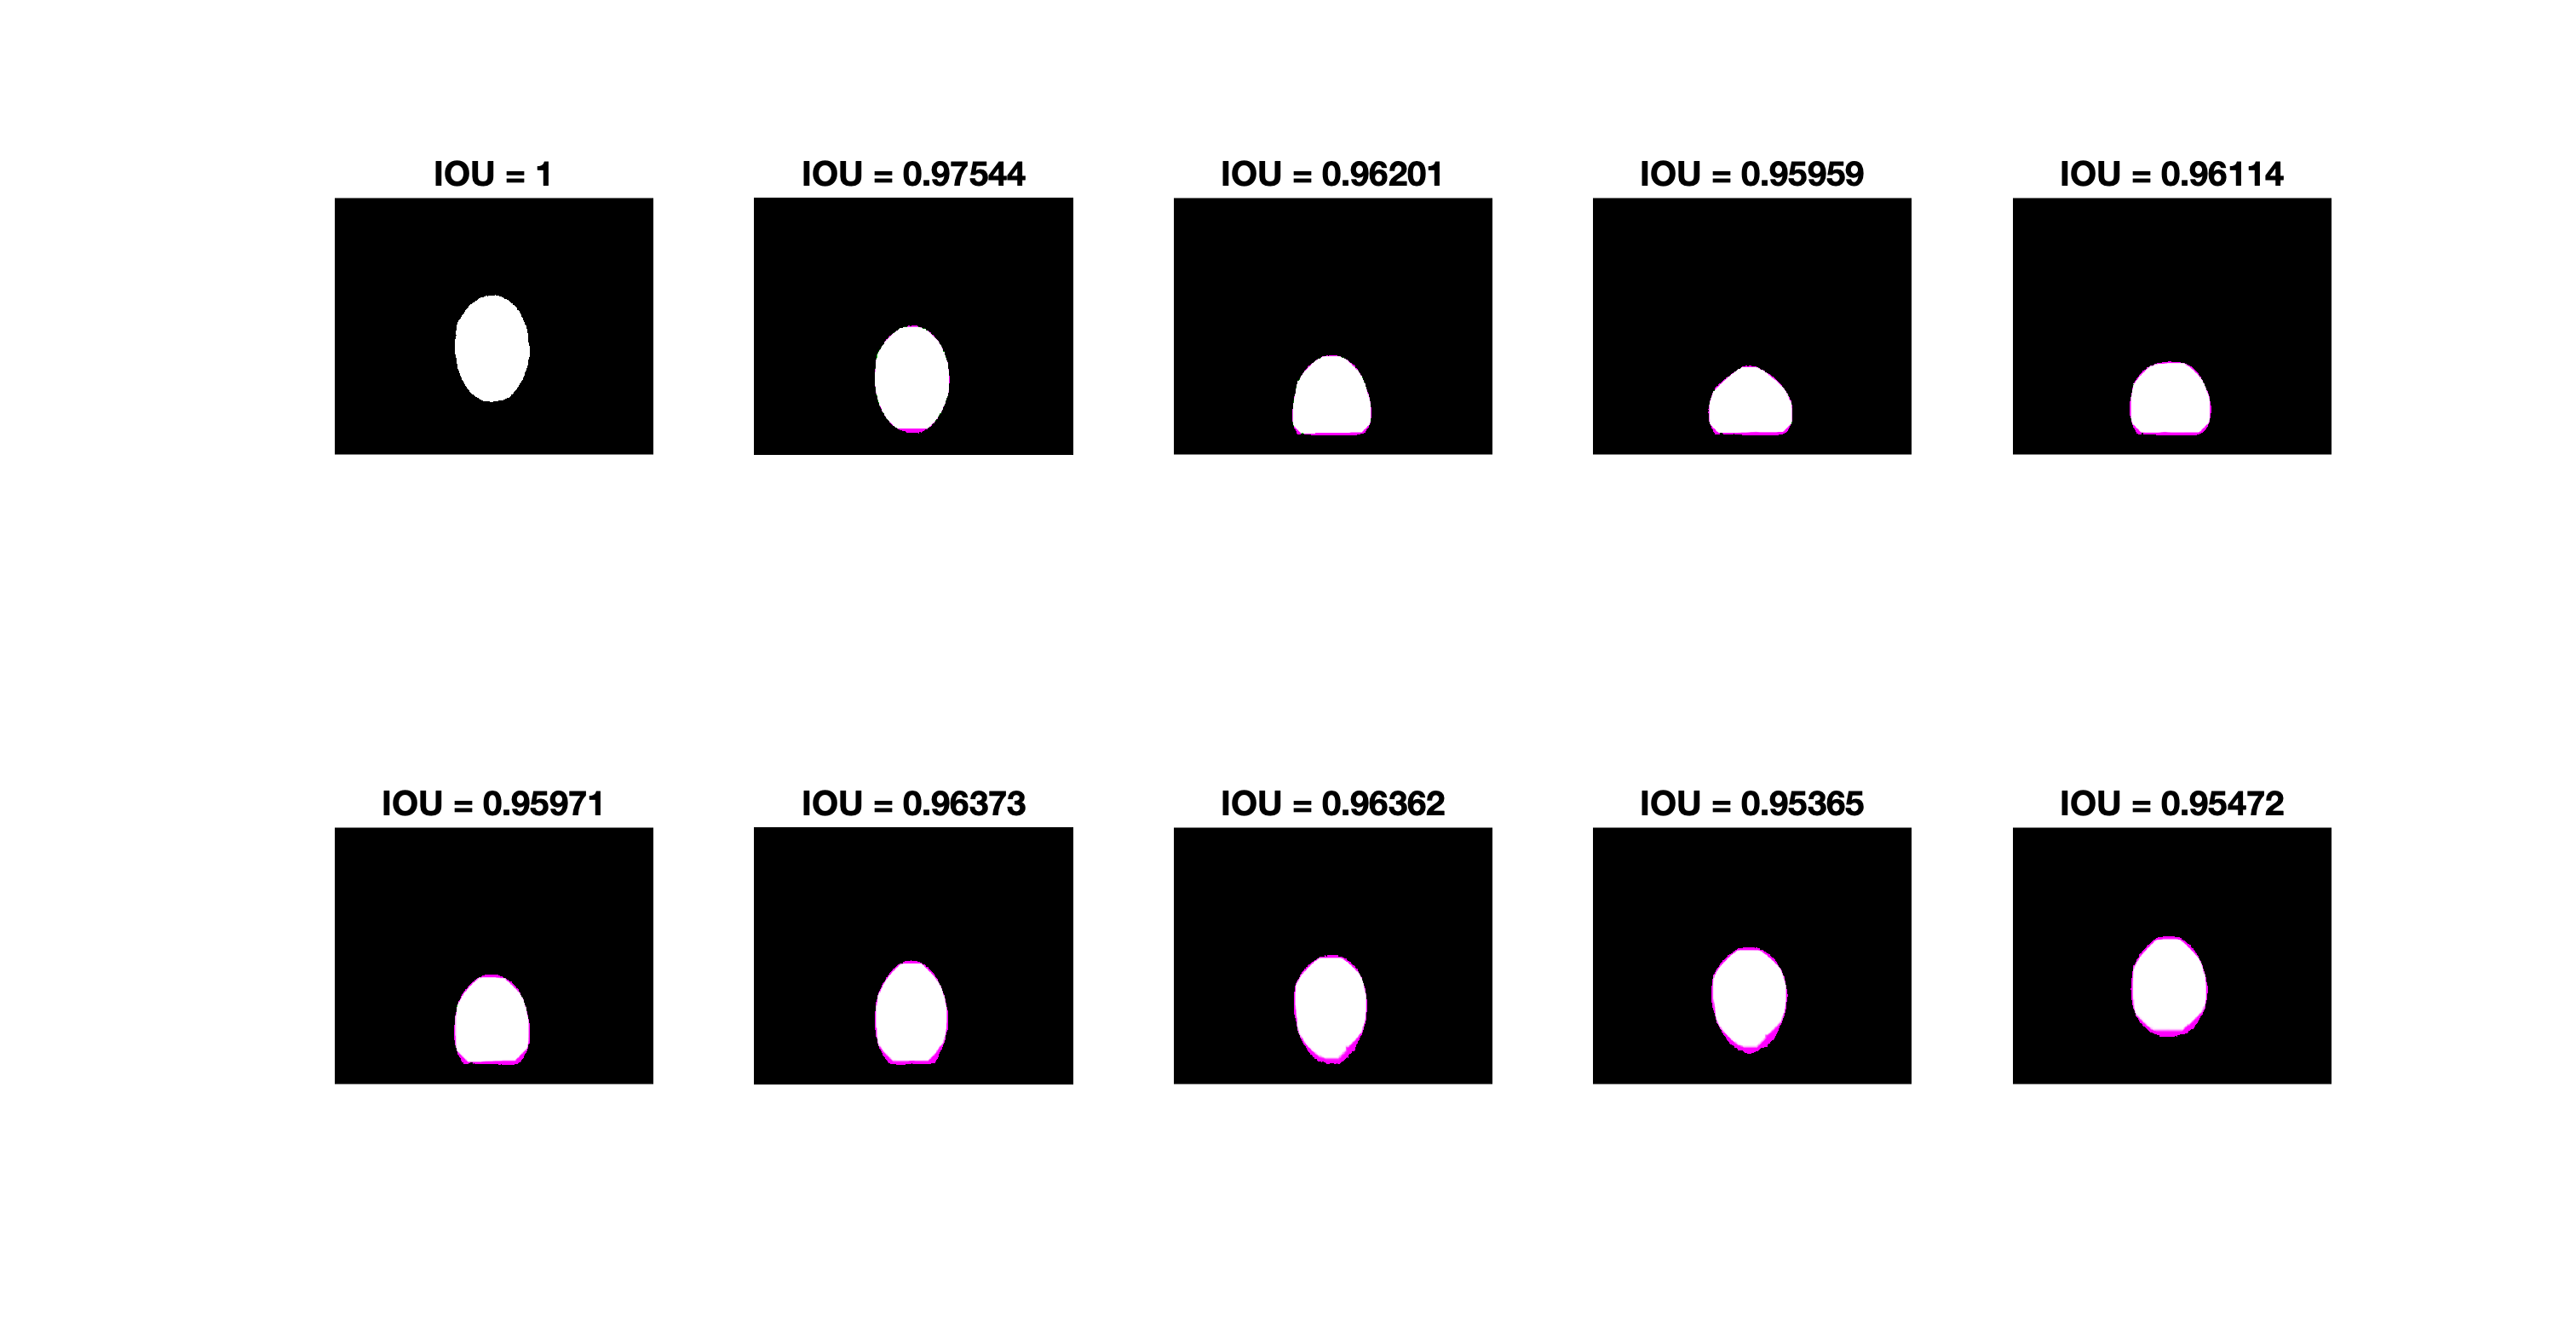 IOU = 1
IOU = 0.97544
IOU = 0.96201
IOU = 0.95959
IOU = 0.96114
IOU = 0.95971
IOU = 0.96373
IOU = 0.96362
IOU = 0.95365
IOU = 0.95472